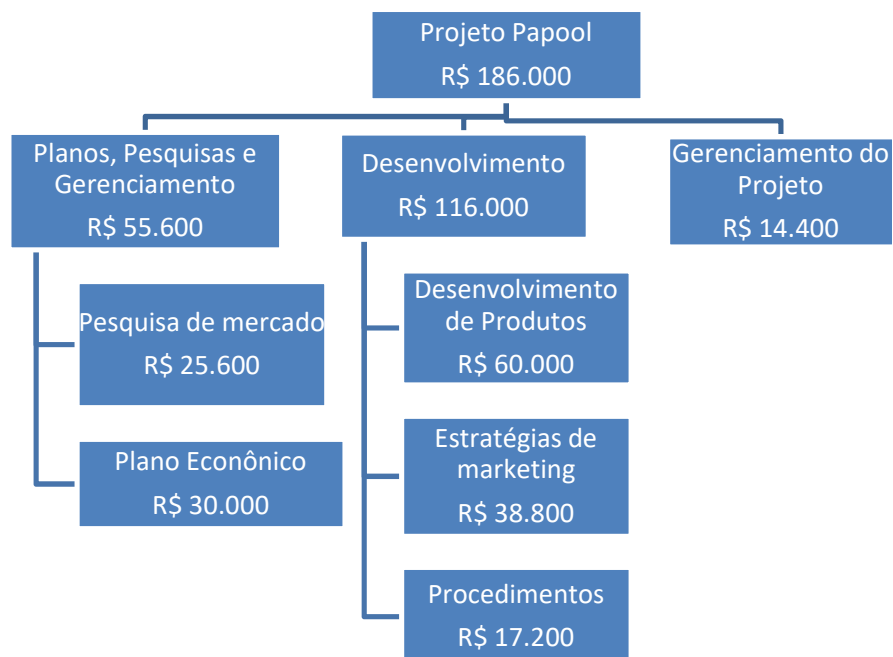 Projeto Papool
R$ 186.000
Planos, Pesquisas e
Gerenciamento
R$ 55.600
Desenvolvimento
R$ 116.000
Gerenciamento do
Projeto
R$ 14.400
Pesquisa de mercado
R$ 25.600
Plano Econônico
R$ 30.000
Desenvolvimento
de Produtos
R$ 60.000
Estratégias de
marketing
R$ 38.800
Procedimentos
R$ 17.200